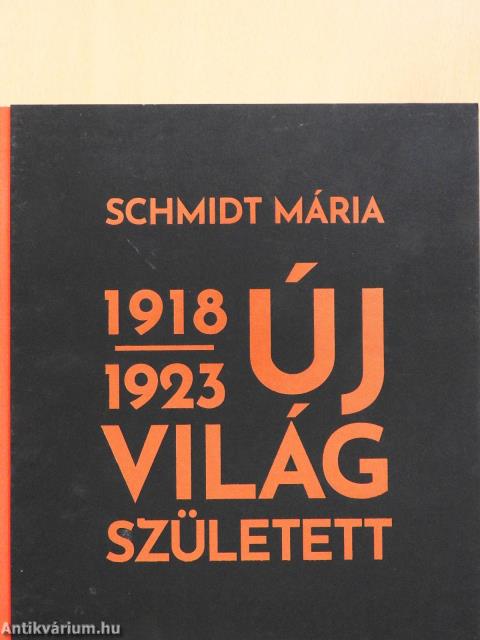 SCHMIDT MÁRIA
1918 ÚJ
1923
VILÁG
SZÜLETETT
Antikvárium.hu